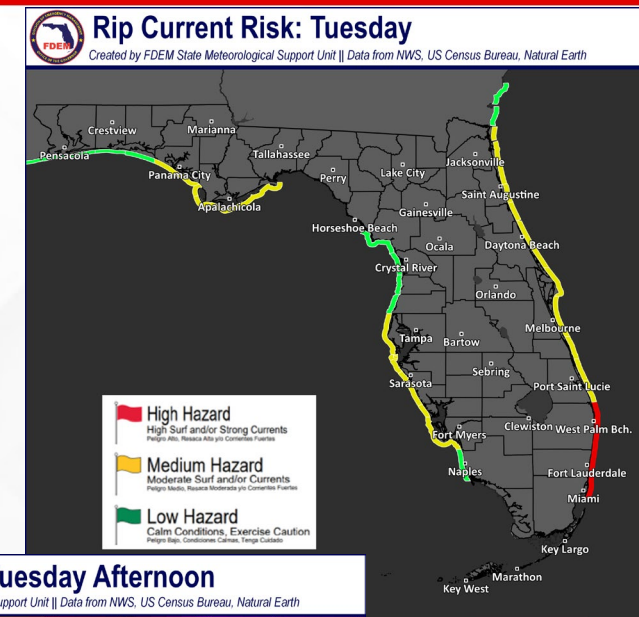 FDEM
Rip Current Risk: Tuesday
Created by FDEM State Meteorological Support Unit || Data from NWS, US Census Bureau, Natural Earth
Crestview
Marianna
Pensacola
Tallahassee
Panama City
Apalachicola
Perry
Lake City
Jacksonville
Saint Augustine
Gainesville
Horseshoe Beach
Ocala
Daytona Beach
Crystal River
Orlando
Melbourne
Tampa
Bartow
Sebring
Sarasota
Port Saint Lucie
Clewiston
West Palm Bch.
Fort Myers
Naples
Fort Lauderdale
Miami
Key Largo
Marathon
Key West
High Hazard
High Surf and/or Strong Currents
Peligro Alto, Resaca Alta y/o Corrientes Fuertes
Medium Hazard
Moderate Surf and/or Currents
Peligro Medio, Resaca Moderada y/o Corrientes Fuertes
Low Hazard
Calm Conditions, Exercise Caution
Peligro Bajo, Condiciones Calmas, Tenga Cuidado
uesday Afternoon
upport Unit || Data from NWS, US Census Bureau, Natural Earth